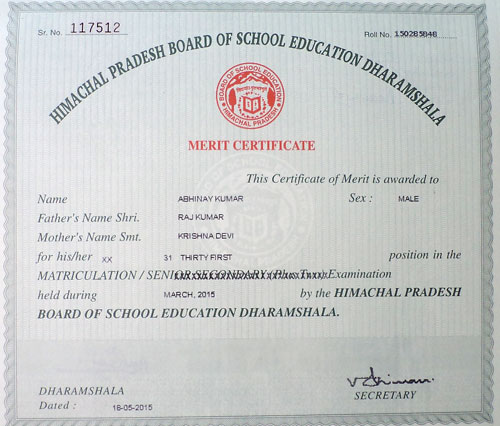 Sr. No. 117512
Roll No. 150285848
HIMACHAL PRADESH BOARD OF SCHOOL EDUCATION DHARAMSHALA
BOARD OF SCHOOL EDUCATION
HIMACHAL PRADESH
MERIT CERTIFICATE
This Certificate of Merit is awarded to
Name ABHINAY KUMAR Sex : MALE
Father's Name Shri. RAJ KUMAR
Mother's Name Smt. KRISHNA DEVI
for his/her xx 31 THIRTY FIRST position in the
MATRICULATION / SENIOR SECONDARY (Plus Two) Examination
held during MARCH, 2015 by the HIMACHAL PRADESH
BOARD OF SCHOOL EDUCATION DHARAMSHALA.
DHARAMSHALA
SECRETARY
Dated : 18-05-2015